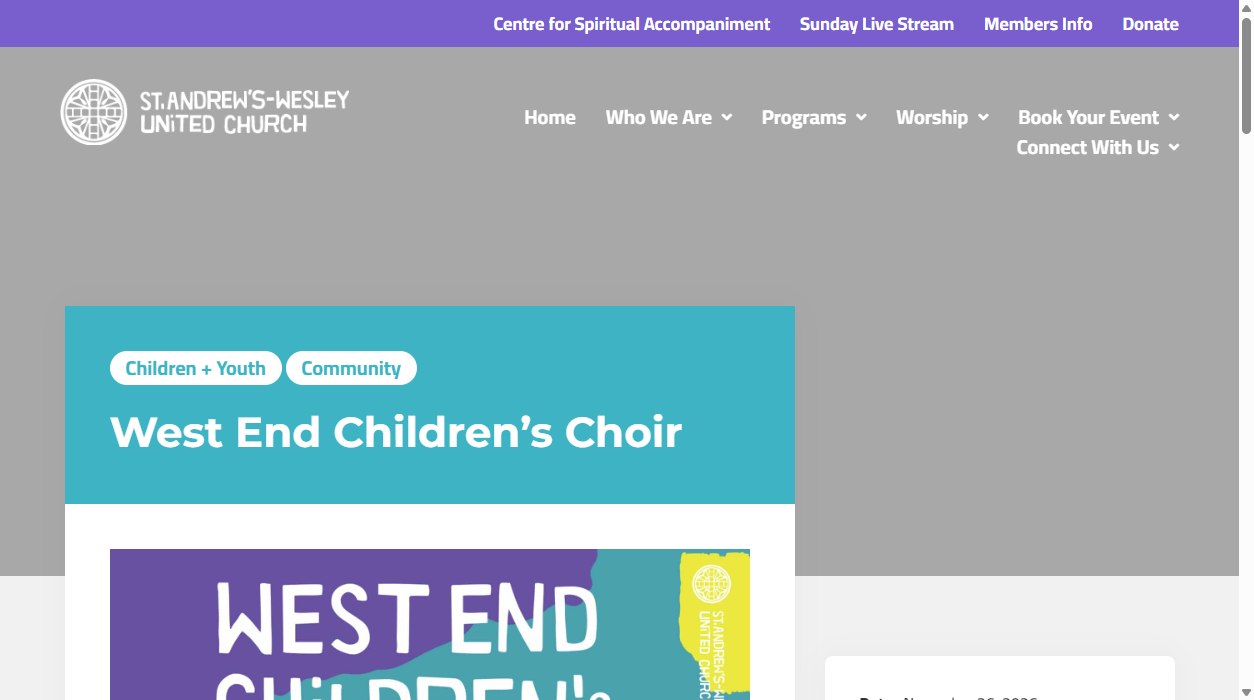 Centre for Spiritual Accompaniment Sunday Live Stream Members Info Donate
ST. ANDREW'S-WESLEY
UNITED CHURCH
Home Who We Are Programs Worship Book Your Event
Connect With Us
Children + Youth Community
West End Children’s Choir
WEST END
CHILDREN'S
ST. ANDREW'S-W
UNITED CHURC